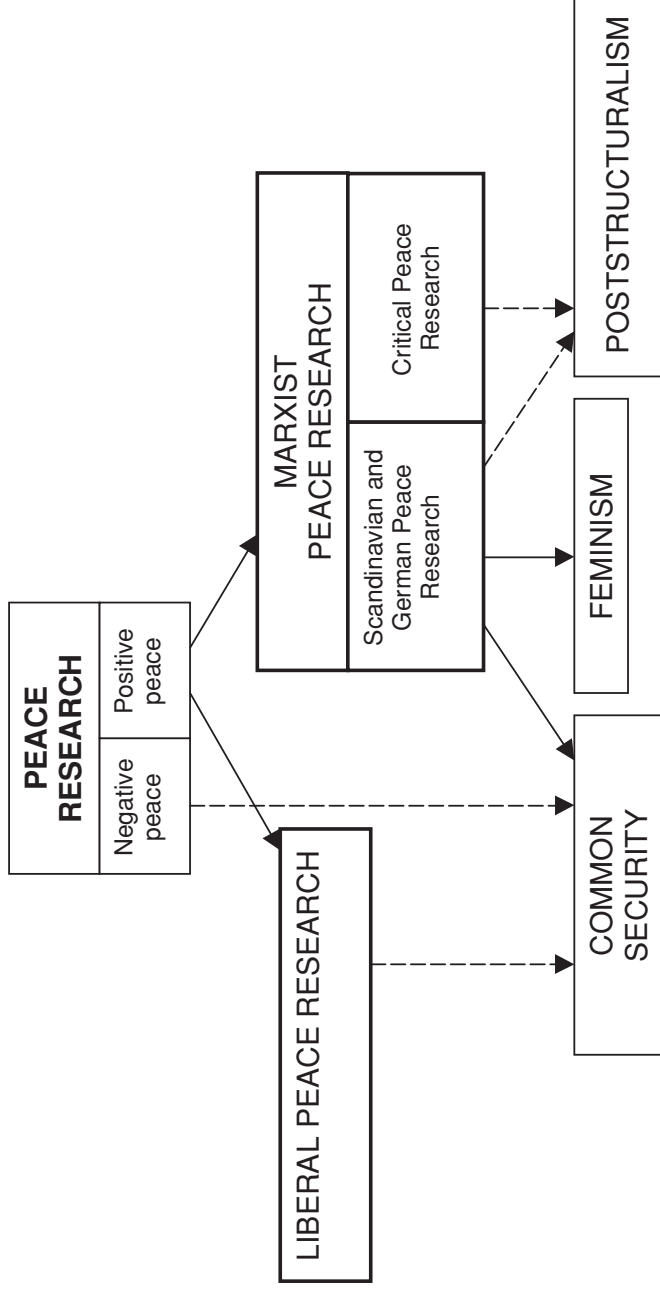 PEACE
RESEARCH
Negative
peace
Positive
peace
LIBERAL PEACE RESEARCH
MARXIST
PEACE RESEARCH
Scandinavian and
German Peace
Research
Critical Peace
Research
COMMON
SECURITY
FEMINISM
POSTSTRUCTURALISM